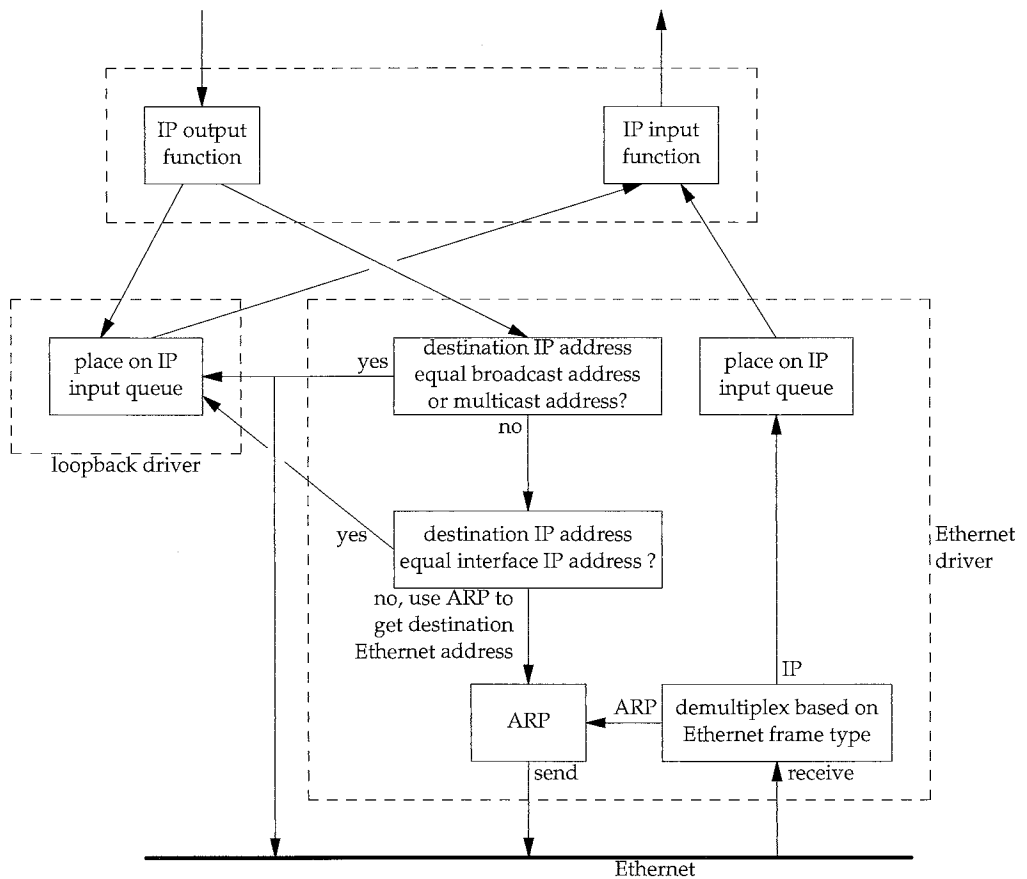 IP output
function
IP input
function
place on IP
input queue
loopback driver
yes
destination IP address
equal broadcast address
or multicast address?
no
place on IP
input queue
yes
destination IP address
equal interface IP address ?
Ethernet
driver
no, use ARP to
get destination
Ethernet address
ARP
ARP
IP
demultiplex based on
Ethernet frame type
send
receive
Ethernet